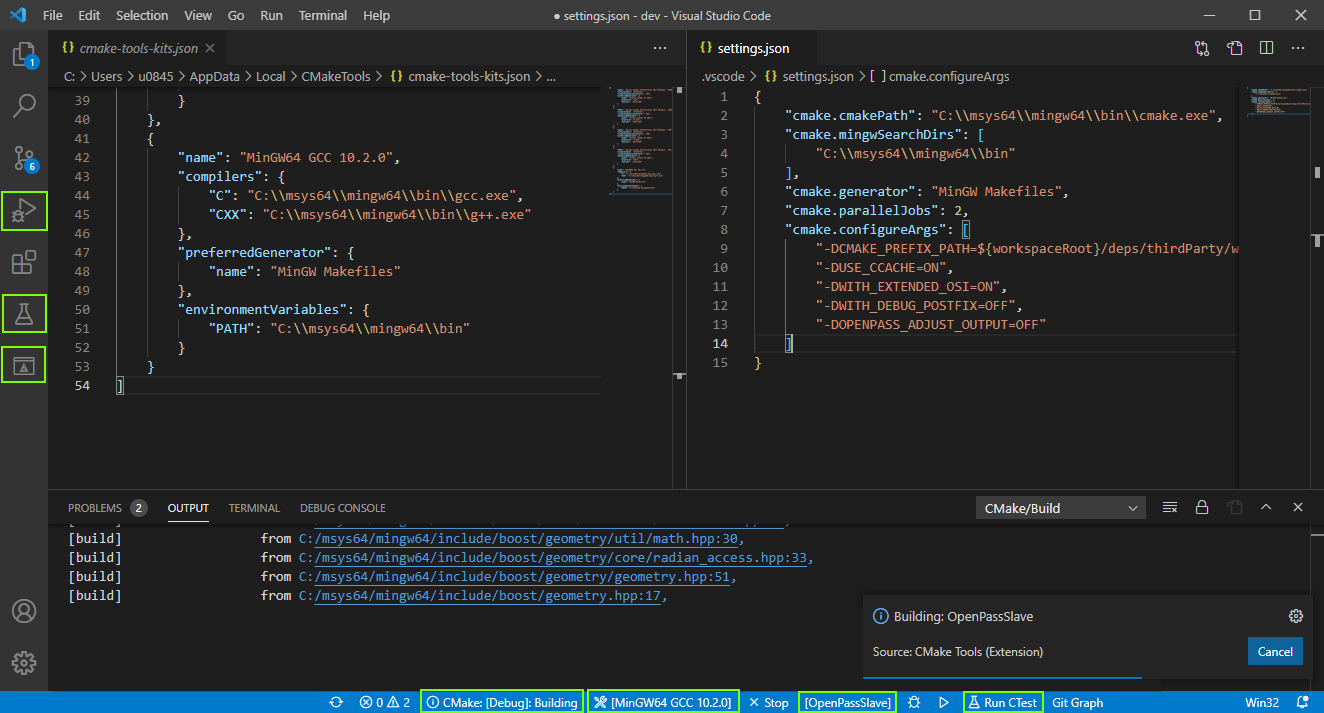 File Edit Selection View Go Run Terminal Help
● settings.json - dev - Visual Studio Code
{} cmake-tools-kits.json
C: > Users > u0845 > AppData > Local > CMakeTools > {} cmake-tools-kits.json > ...
39 }
40 },
41 {
42 "name": "MinGW64 GCC 10.2.0",
43 "compilers": {
44 "C": "C:\\msys64\\mingw64\\bin\\gcc.exe",
45 "CXX": "C:\\msys64\\mingw64\\bin\\g++.exe"
46 },
47 "preferredGenerator": {
48 "name": "MinGW Makefiles"
49 },
50 "environmentVariables": {
51 "PATH": "C:\\msys64\\mingw64\\bin"
52 }
53 }
54 ]
{} settings.json
.vscode > {} settings.json > [ ] cmake.configureArgs
1 {
2 "cmake.cmakePath": "C:\\msys64\\mingw64\\bin\\cmake.exe",
3 "cmake.mingwSearchDirs": [
4 "C:\\msys64\\mingw64\\bin"
5 ],
6 "cmake.generator": "MinGW Makefiles",
7 "cmake.parallelJobs": 2,
8 "cmake.configureArgs": [
9 "-DCMAKE_PREFIX_PATH=${workspaceRoot}/deps/thirdParty/w
10 "-DUSE_CCACHE=ON",
11 "-DWITH_EXTENDED_OSI=ON",
12 "-DWITH_DEBUG_POSTFIX=OFF",
13 "-DOPENPASS_ADJUST_OUTPUT=OFF"
14 ]
15 }
1
6
PROBLEMS 2 OUTPUT TERMINAL DEBUG CONSOLE
CMake/Build
[build] from C:/msys64/mingw64/include/boost/geometry/util/math.hpp:30,
[build] from C:/msys64/mingw64/include/boost/geometry/core/radian_access.hpp:33,
[build] from C:/msys64/mingw64/include/boost/geometry/geometry.hpp:51,
[build] from C:/msys64/mingw64/include/boost/geometry.hpp:17,
Building: OpenPassSlave
Source: CMake Tools (Extension)
Cancel
0 2 CMake: [Debug]: Building [MinGW64 GCC 10.2.0] Stop [OpenPassSlave] Run CTest Git Graph Win32